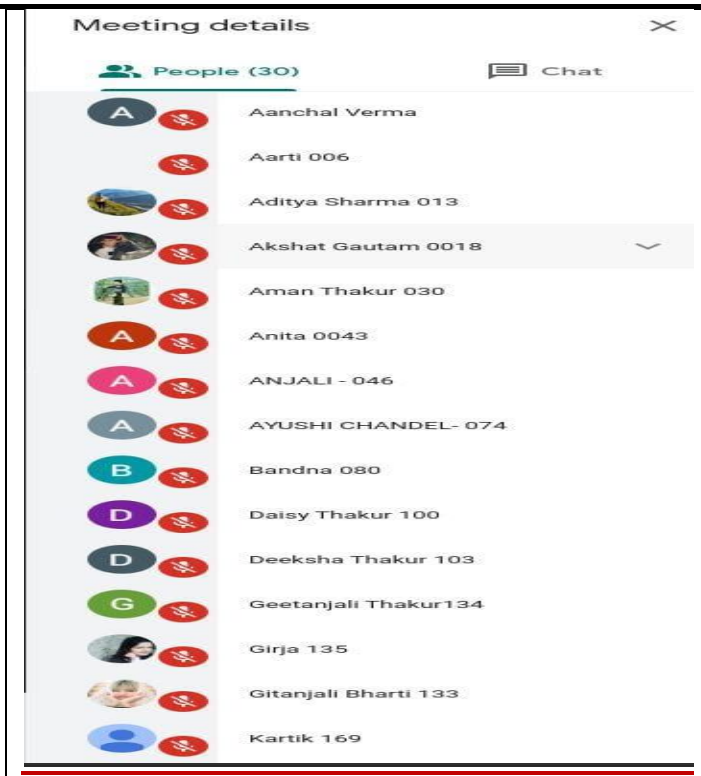 Meeting details
People (30) Chat
A Aanchal Verma
Aarti 006
Aditya Sharma 013
Akshat Gautam 0018
Aman Thakur 030
A Anita 0043
A ANJALI - 046
A AYUSHI CHANDEL- 074
B Bandna 080
D Daisy Thakur 100
D Deeksha Thakur 103
G Geetanjali Thakur134
Girja 135
Gitanjali Bharti 133
Kartik 169